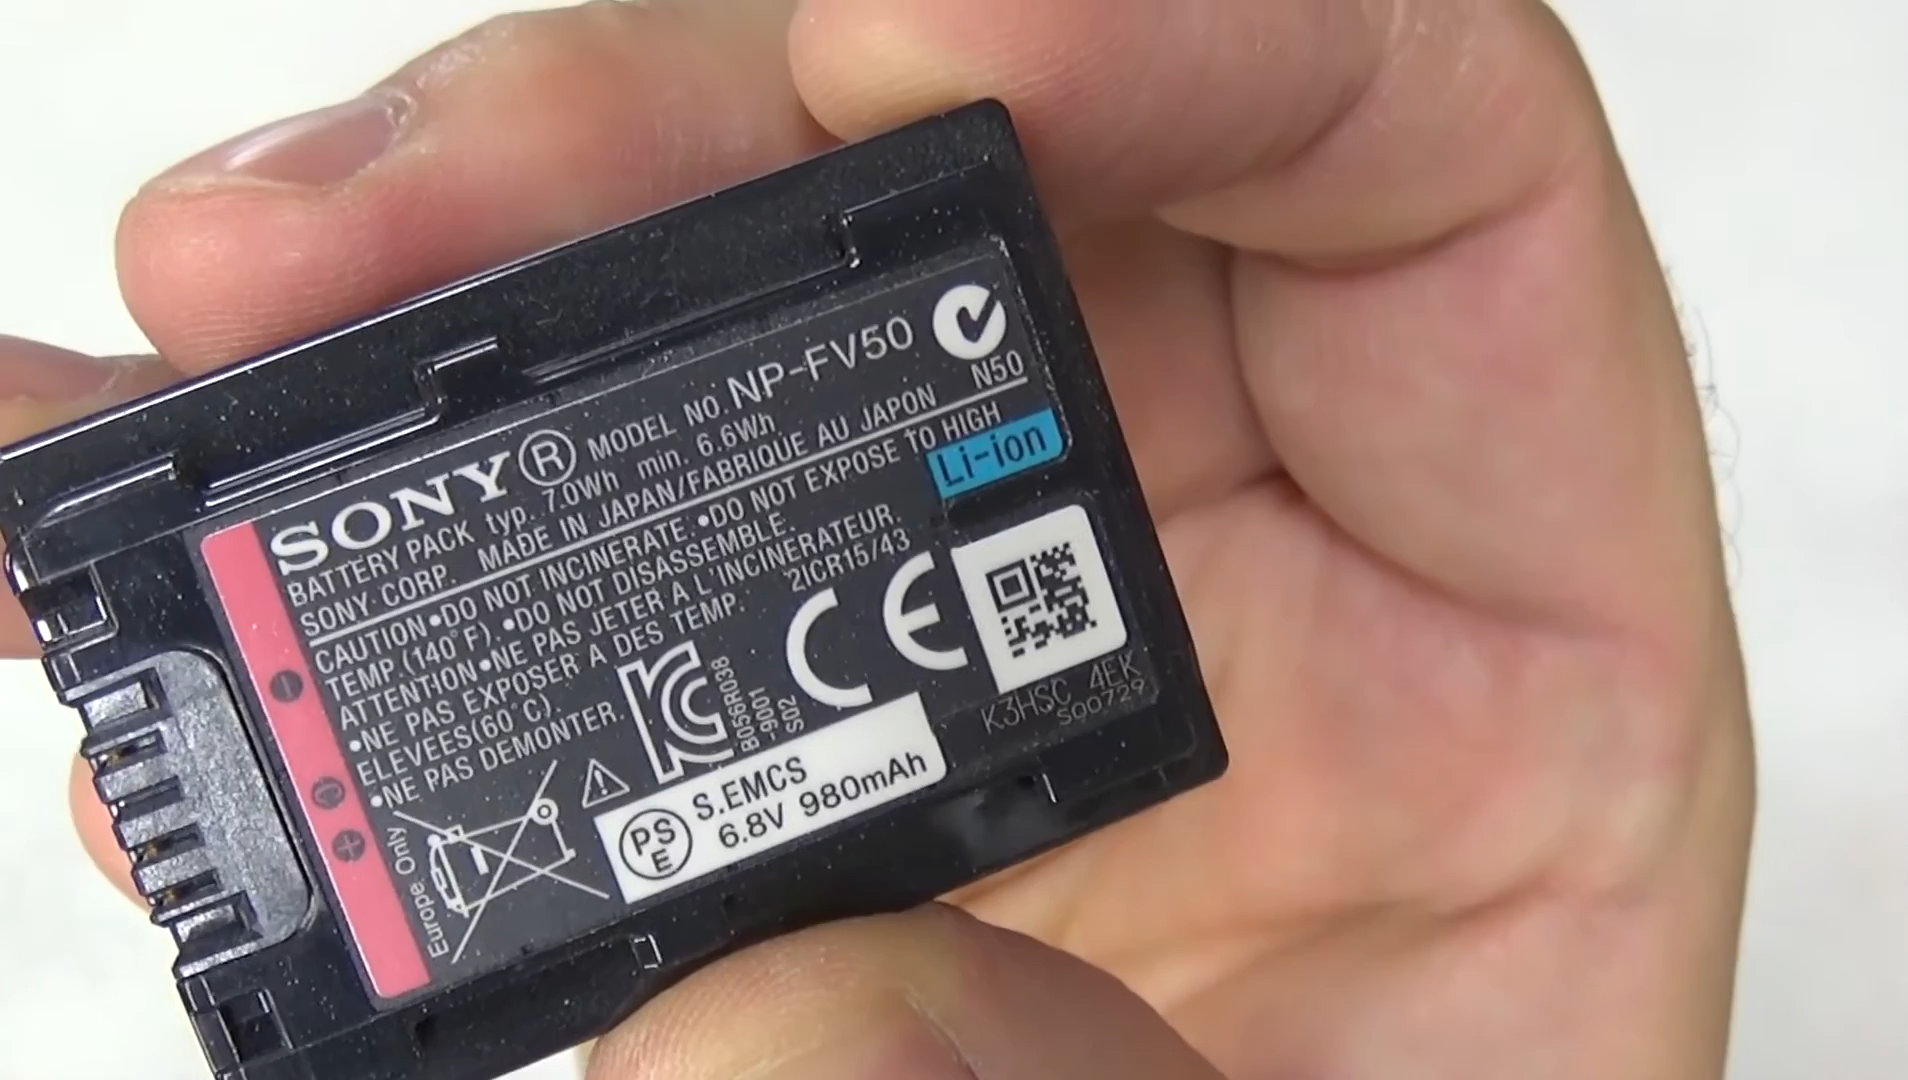 SONY® MODEL NO. NP-FV50
BATTERY PACK typ. 7.0Wh min. 6.6Wh
N50
SONY CORP. MADE IN JAPAN/FABRIQUE AU JAPON
CAUTION •DO NOT INCINERATE. •DO NOT EXPOSE TO HIGH
TEMP.(140°F). •DO NOT DISASSEMBLE.
Li-ion
ATTENTION •NE PAS JETER A L'INCINERATEUR.
•NE PAS EXPOSER A DES TEMP. 2ICR15/43
ELEVEES(60°C).
•NE PAS DEMONTER.
B056R038
-9001
S02
CE
K3HSC 4EK
S00729
Europe Only
PSE S.EMCS
6.8V 980mAh